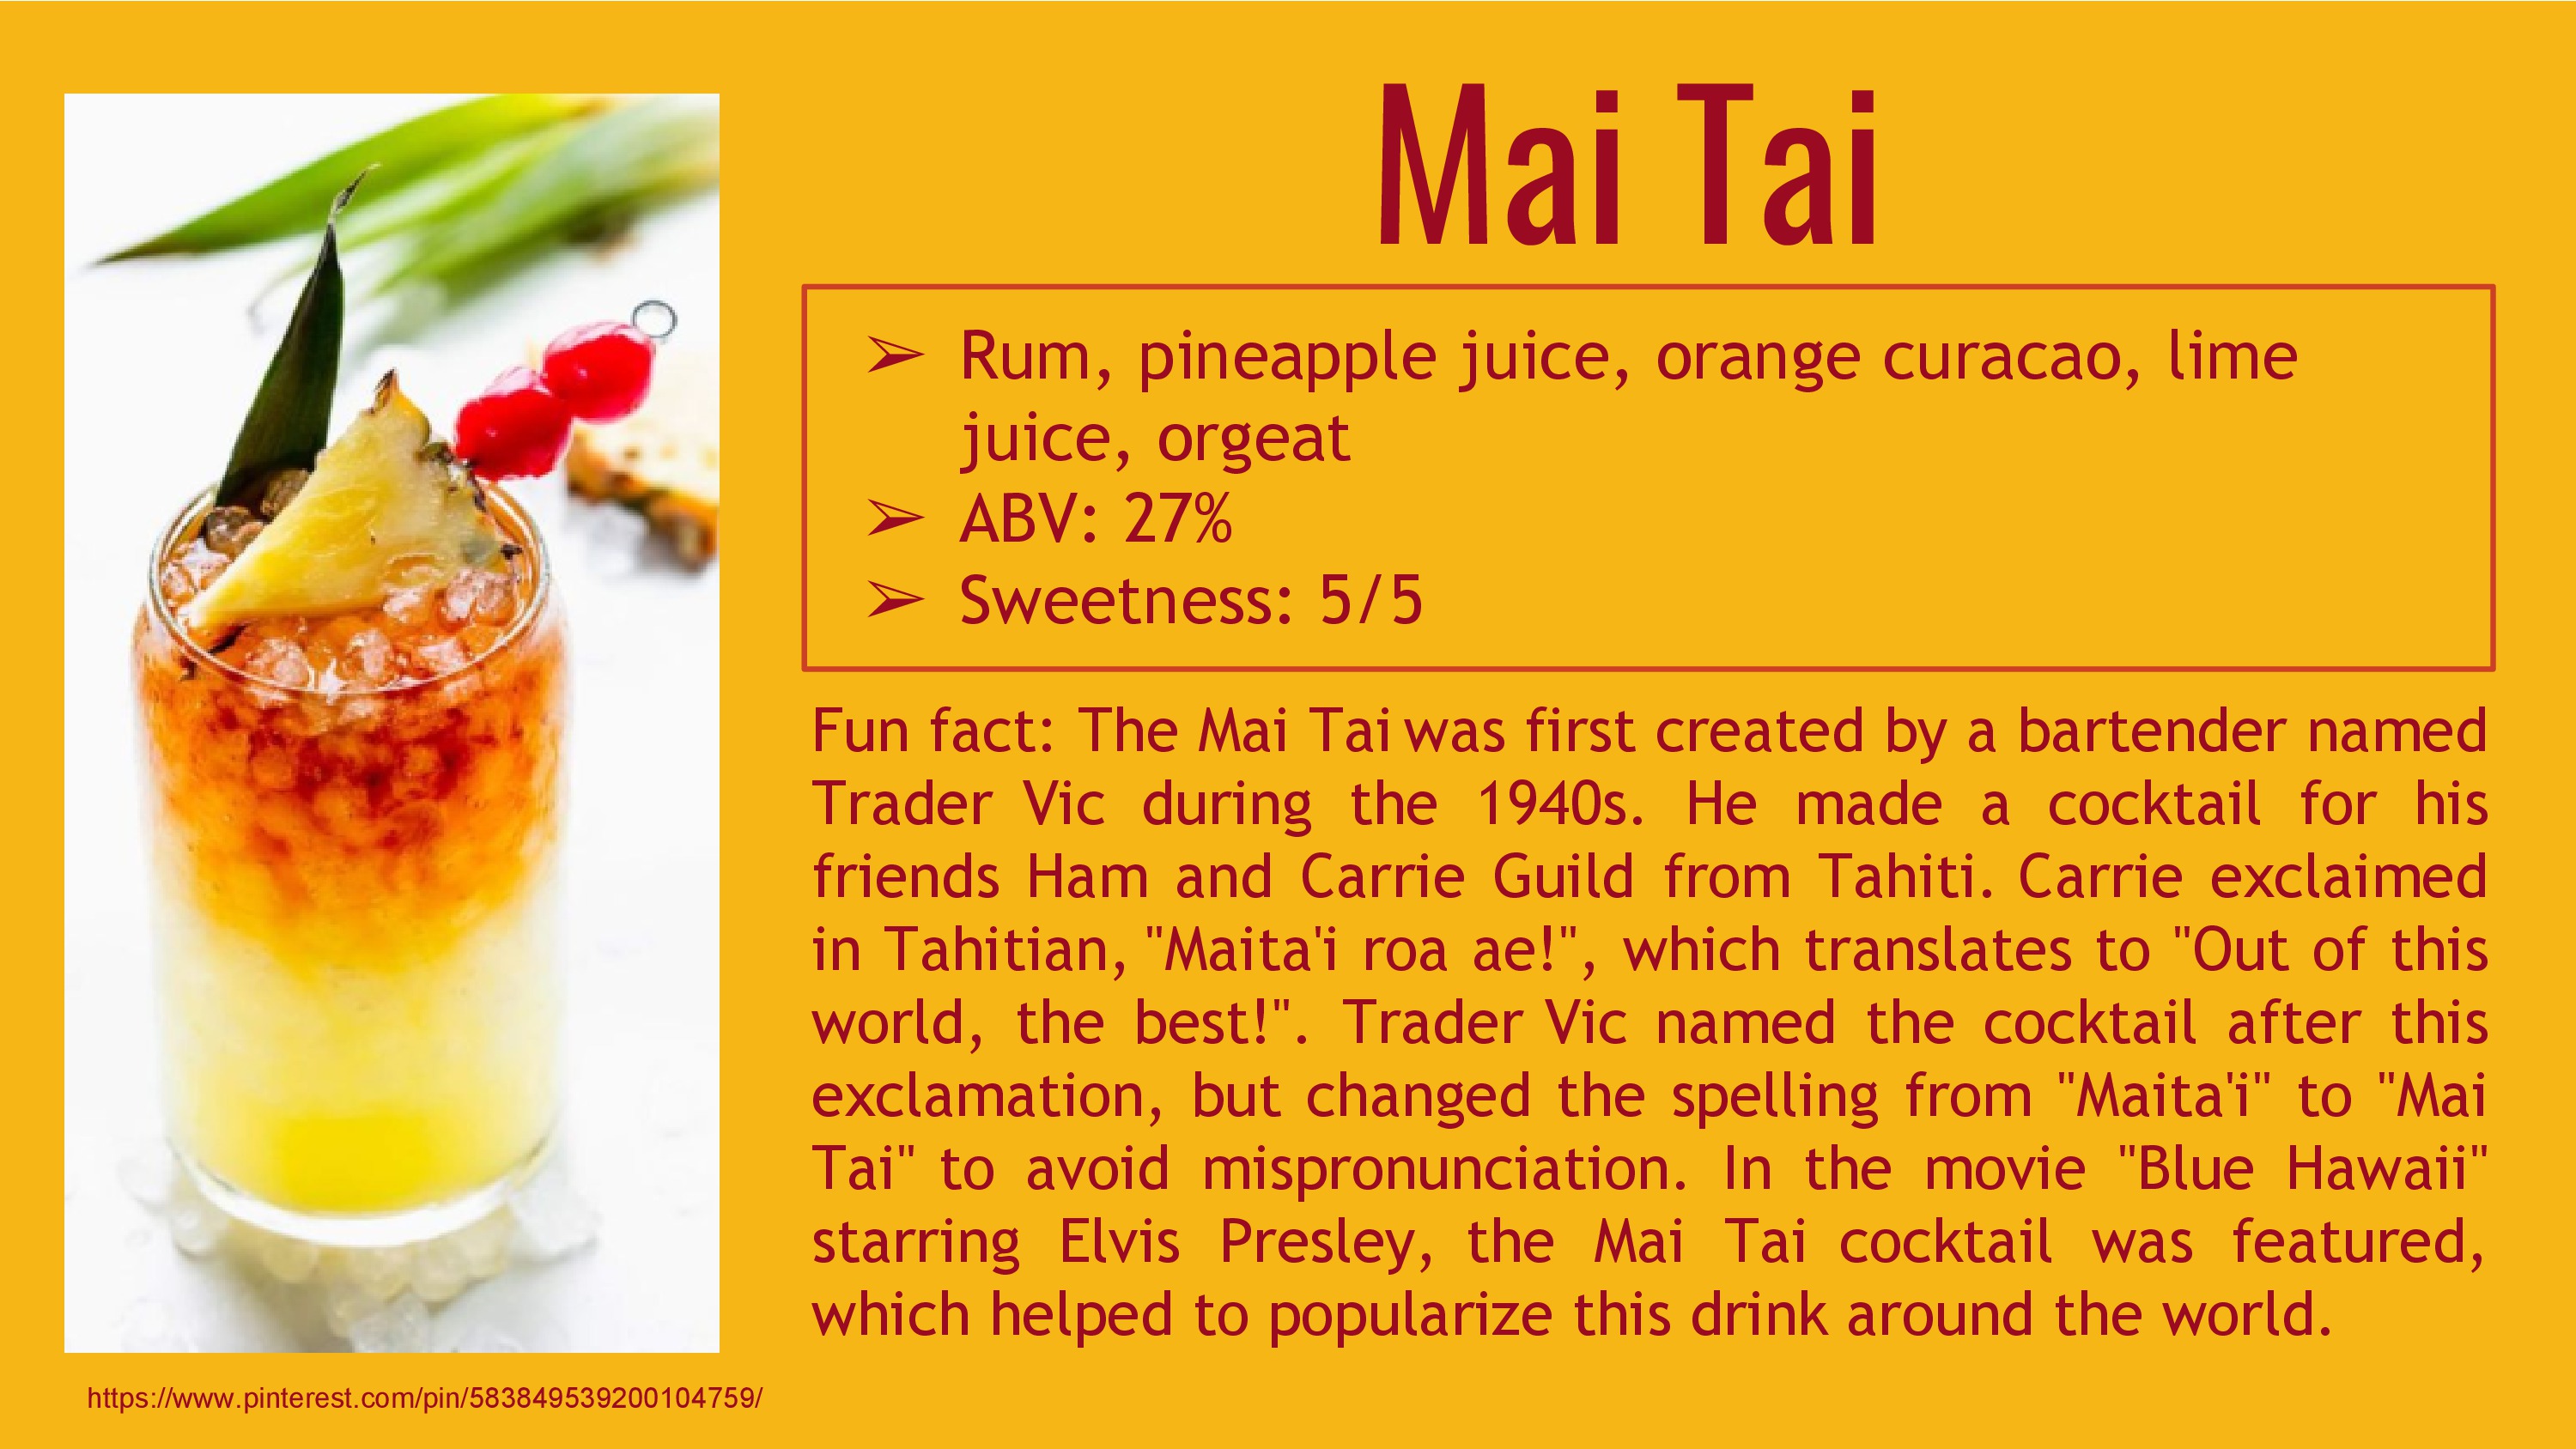 Mai Tai
➢ Rum, pineapple juice, orange curacao, lime
juice, orgeat
➢ ABV: 27%
➢ Sweetness: 5/5
Fun fact: The Mai Tai was first created by a bartender named
Trader Vic during the 1940s. He made a cocktail for his
friends Ham and Carrie Guild from Tahiti. Carrie exclaimed
in Tahitian, "Maita'i roa ae!", which translates to "Out of this
world, the best!". Trader Vic named the cocktail after this
exclamation, but changed the spelling from "Maita'i" to "Mai
Tai" to avoid mispronunciation. In the movie "Blue Hawaii"
starring Elvis Presley, the Mai Tai cocktail was featured,
which helped to popularize this drink around the world.
https://www.pinterest.com/pin/583849539200104759/